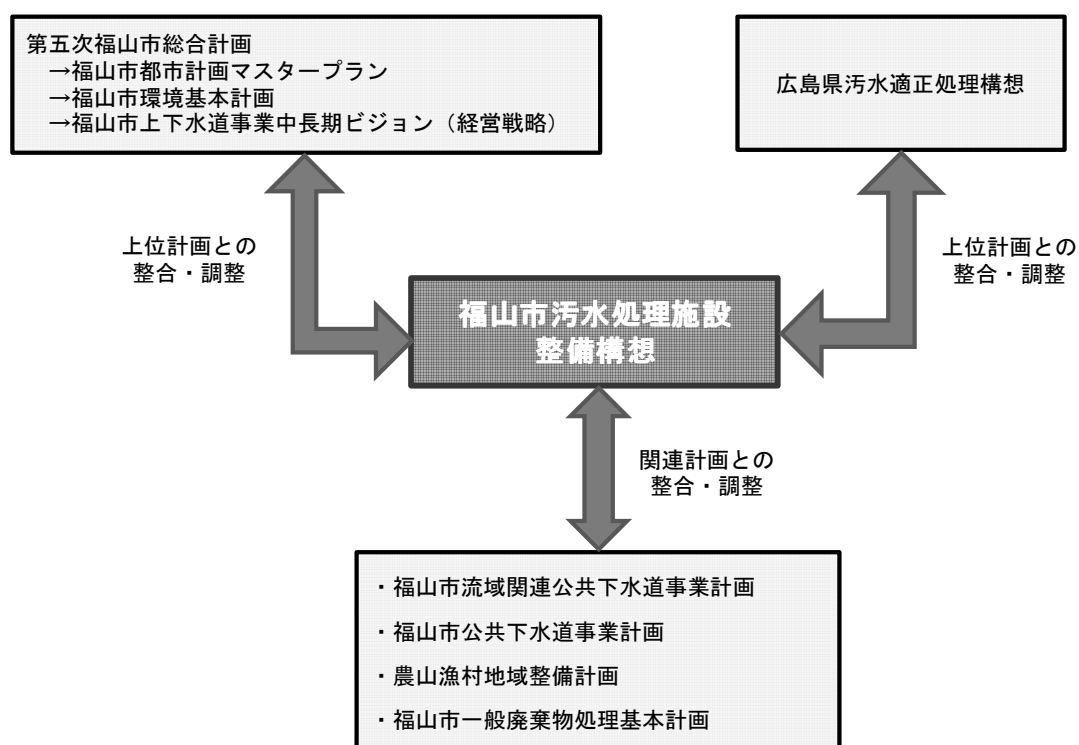 第五次福山市総合計画
→福山市都市計画マスタープラン
→福山市環境基本計画
→福山市上下水道事業中長期ビジョン（経営戦略）
広島県汚水適正処理構想
上位計画との
整合・調整
上位計画との
整合・調整
福山市汚水処理施設
整備構想
関連計画との
整合・調整
・福山市流域関連公共下水道事業計画
・福山市公共下水道事業計画
・農山漁村地域整備計画
・福山市一般廃棄物処理基本計画